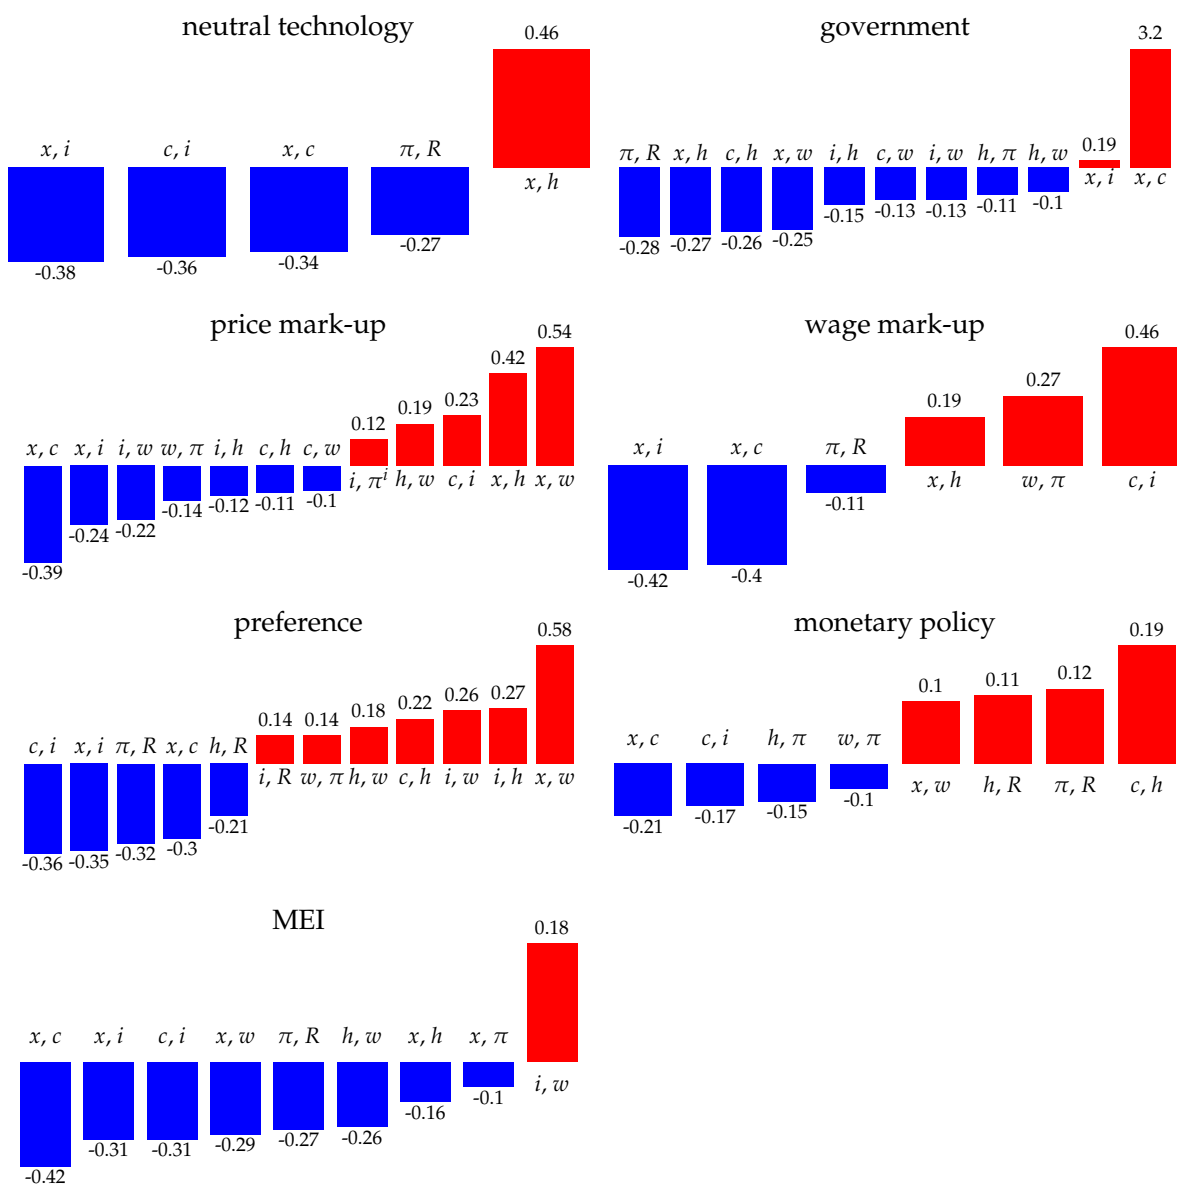 neutral technology
0.46
x, i c, i x, c π, R
x, h
-0.38 -0.36 -0.34 -0.27
government
3.2
π, R x, h c, h x, w i, h c, w i, w h, π h, w 0.19
x, i x, c
-0.28 -0.27 -0.26 -0.25 -0.15 -0.13 -0.13 -0.11 -0.1
price mark-up
0.12 0.19 0.23 0.42 0.54
x, c x, i i, w w, π i, h c, h c, w
i, πⁱ h, w c, i x, h x, w
-0.39 -0.24 -0.22 -0.14 -0.12 -0.11 -0.1
wage mark-up
0.19 0.27 0.46
x, i x, c π, R
x, h w, π c, i
-0.42 -0.4 -0.11
preference
0.14 0.14 0.18 0.22 0.26 0.27 0.58
c, i x, i π, R x, c h, R
i, R w, π h, w c, h i, w i, h x, w
-0.36 -0.35 -0.32 -0.3 -0.21
monetary policy
0.1 0.11 0.12 0.19
x, c c, i h, π w, π
x, w h, R π, R c, h
-0.21 -0.17 -0.15 -0.1
MEI
0.18
x, c x, i c, i x, w π, R h, w x, h x, π
i, w
-0.42 -0.31 -0.31 -0.29 -0.27 -0.26 -0.16 -0.1